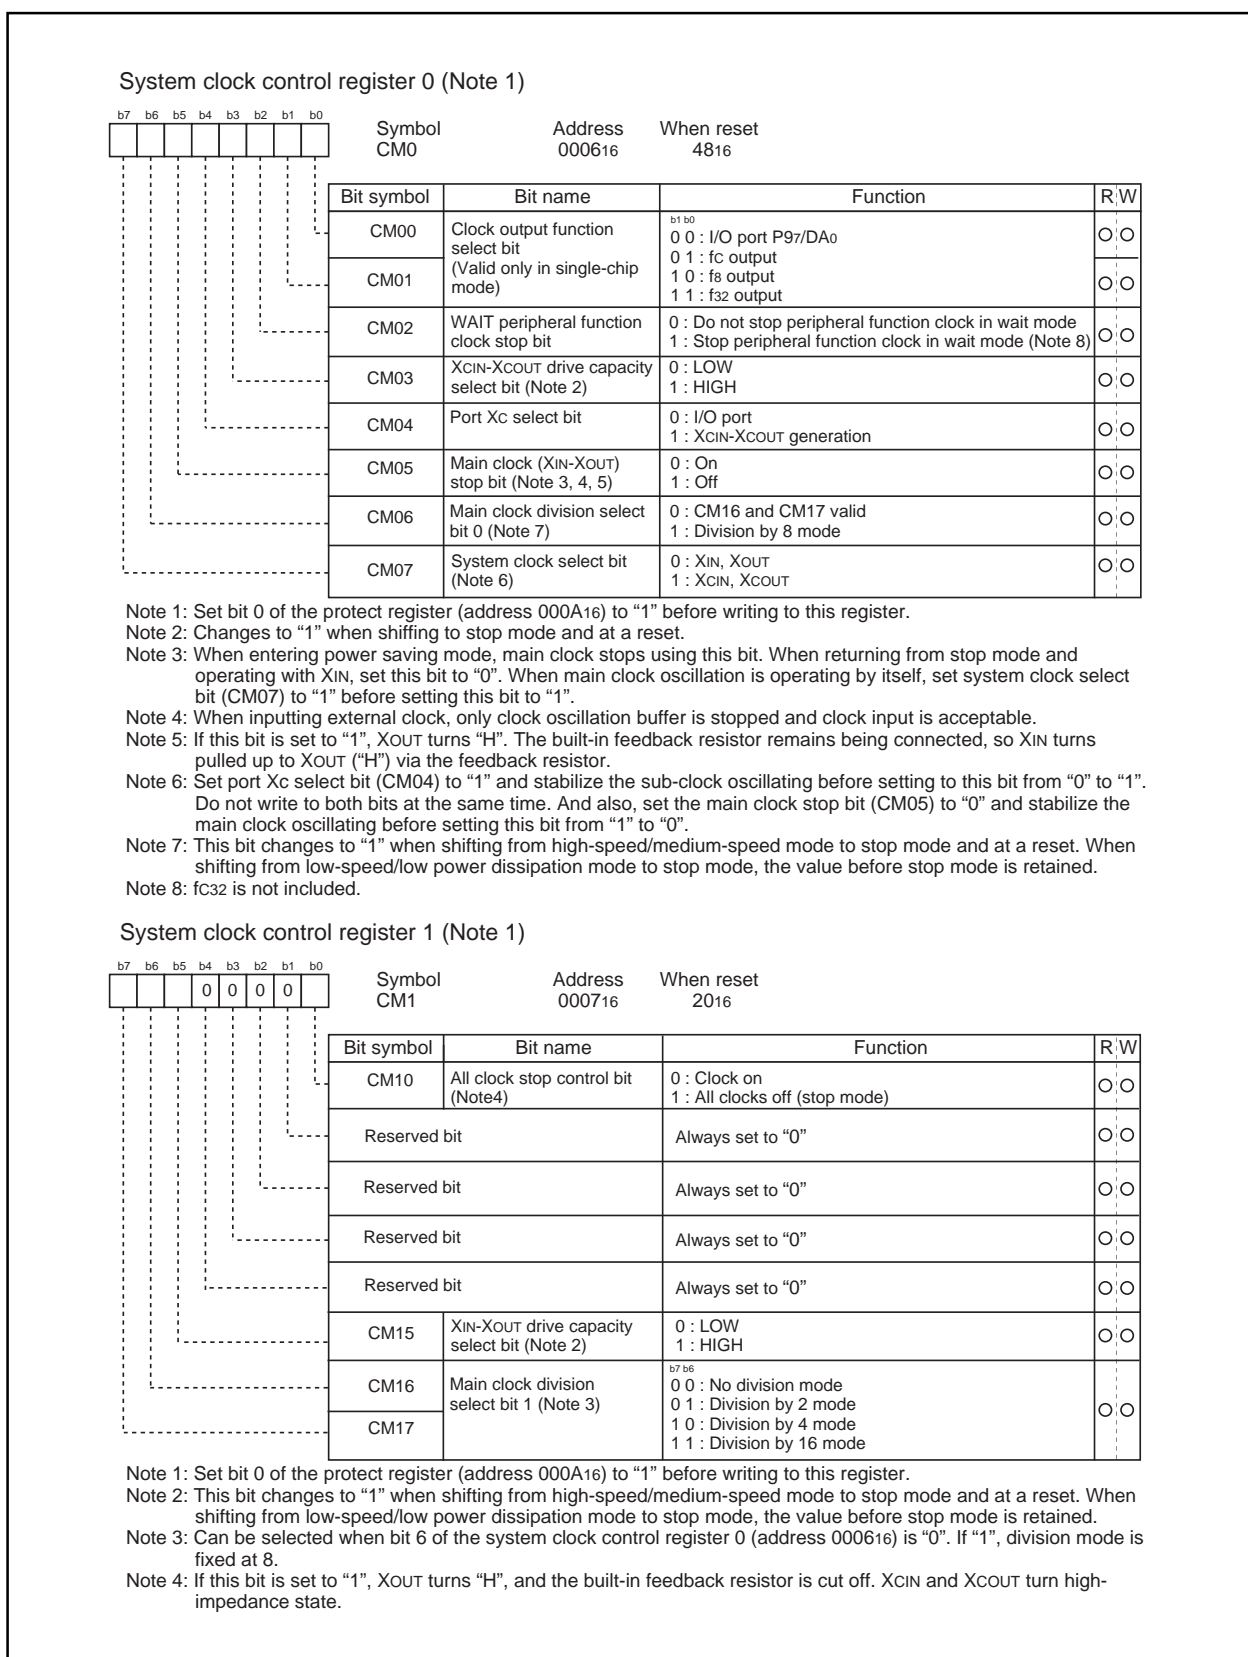 System clock control register 0 (Note 1)
b7 b6 b5 b4 b3 b2 b1 b0
Symbol Address When reset
CM0 000616 4816
Bit symbol Bit name Function R W
CM00 Clock output function select bit (Valid only in single-chip mode)
CM01
b1 b0
0 0 : I/O port P97/DA0
0 1 : fC output
1 0 : f8 output
1 1 : f32 output
CM02 WAIT peripheral function clock stop bit
0 : Do not stop peripheral function clock in wait mode
1 : Stop peripheral function clock in wait mode (Note 8)
CM03 XCIN-XCOUT drive capacity select bit (Note 2)
0 : LOW
1 : HIGH
CM04 Port XC select bit
0 : I/O port
1 : XCIN-XCOUT generation
CM05 Main clock (XIN-XOUT) stop bit (Note 3, 4, 5)
0 : On
1 : Off
CM06 Main clock division select bit 0 (Note 7)
0 : CM16 and CM17 valid
1 : Division by 8 mode
CM07 System clock select bit (Note 6)
0 : XIN, XOUT
1 : XCIN, XCOUT
Note 1: Set bit 0 of the protect register (address 000A16) to “1” before writing to this register.
Note 2: Changes to “1” when shiffing to stop mode and at a reset.
Note 3: When entering power saving mode, main clock stops using this bit. When returning from stop mode and
operating with XIN, set this bit to “0”. When main clock oscillation is operating by itself, set system clock select
bit (CM07) to “1” before setting this bit to “1”.
Note 4: When inputting external clock, only clock oscillation buffer is stopped and clock input is acceptable.
Note 5: If this bit is set to “1”, XOUT turns “H”. The built-in feedback resistor remains being connected, so XIN turns
pulled up to XOUT (“H”) via the feedback resistor.
Note 6: Set port Xc select bit (CM04) to “1” and stabilize the sub-clock oscillating before setting to this bit from “0” to “1”.
Do not write to both bits at the same time. And also, set the main clock stop bit (CM05) to “0” and stabilize the
main clock oscillating before setting this bit from “1” to “0”.
Note 7: This bit changes to “1” when shifting from high-speed/medium-speed mode to stop mode and at a reset. When
shifting from low-speed/low power dissipation mode to stop mode, the value before stop mode is retained.
Note 8: fC32 is not included.
System clock control register 1 (Note 1)
b7 b6 b5 b4 b3 b2 b1 b0
0 0 0 0
Symbol Address When reset
CM1 000716 2016
Bit symbol Bit name Function R W
CM10 All clock stop control bit (Note4)
0 : Clock on
1 : All clocks off (stop mode)
Reserved bit Always set to “0”
Reserved bit Always set to “0”
Reserved bit Always set to “0”
Reserved bit Always set to “0”
CM15 XIN-XOUT drive capacity select bit (Note 2)
0 : LOW
1 : HIGH
CM16 Main clock division select bit 1 (Note 3)
CM17
b7 b6
0 0 : No division mode
0 1 : Division by 2 mode
1 0 : Division by 4 mode
1 1 : Division by 16 mode
Note 1: Set bit 0 of the protect register (address 000A16) to “1” before writing to this register.
Note 2: This bit changes to “1” when shifting from high-speed/medium-speed mode to stop mode and at a reset. When
shifting from low-speed/low power dissipation mode to stop mode, the value before stop mode is retained.
Note 3: Can be selected when bit 6 of the system clock control register 0 (address 000616) is “0”. If “1”, division mode is
fixed at 8.
Note 4: If this bit is set to “1”, XOUT turns “H”, and the built-in feedback resistor is cut off. XCIN and XCOUT turn high-
impedance state.